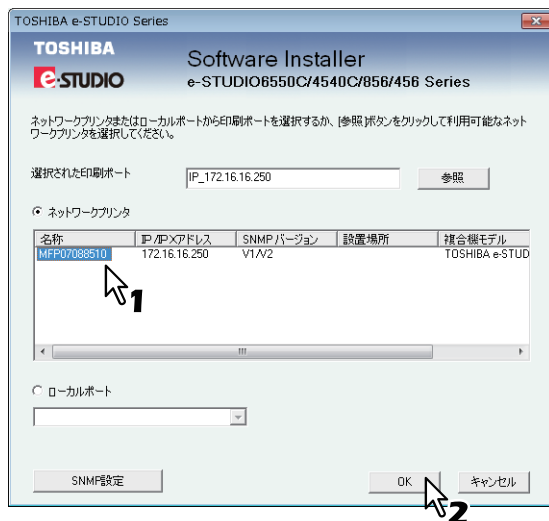 TOSHIBA e-STUDIO Series
TOSHIBA
e-STUDIO
Software Installer
e-STUDIO6550C/4540C/856/456 Series
ネットワークプリンタまたはローカルポートから印刷ポートを選択するか、[参照]ボタンをクリックして利用可能なネット
ワークプリンタを選択してください。
選択された印刷ポート
IP_172.16.16.250
参照
ネットワークプリンタ
名称 IP/IPXアドレス SNMPバージョン 設置場所 複合機モデル
MFP07088510 172.16.16.250 V1/V2 TOSHIBA e-STUD
1
ローカルポート
SNMP設定
OK
キャンセル
2